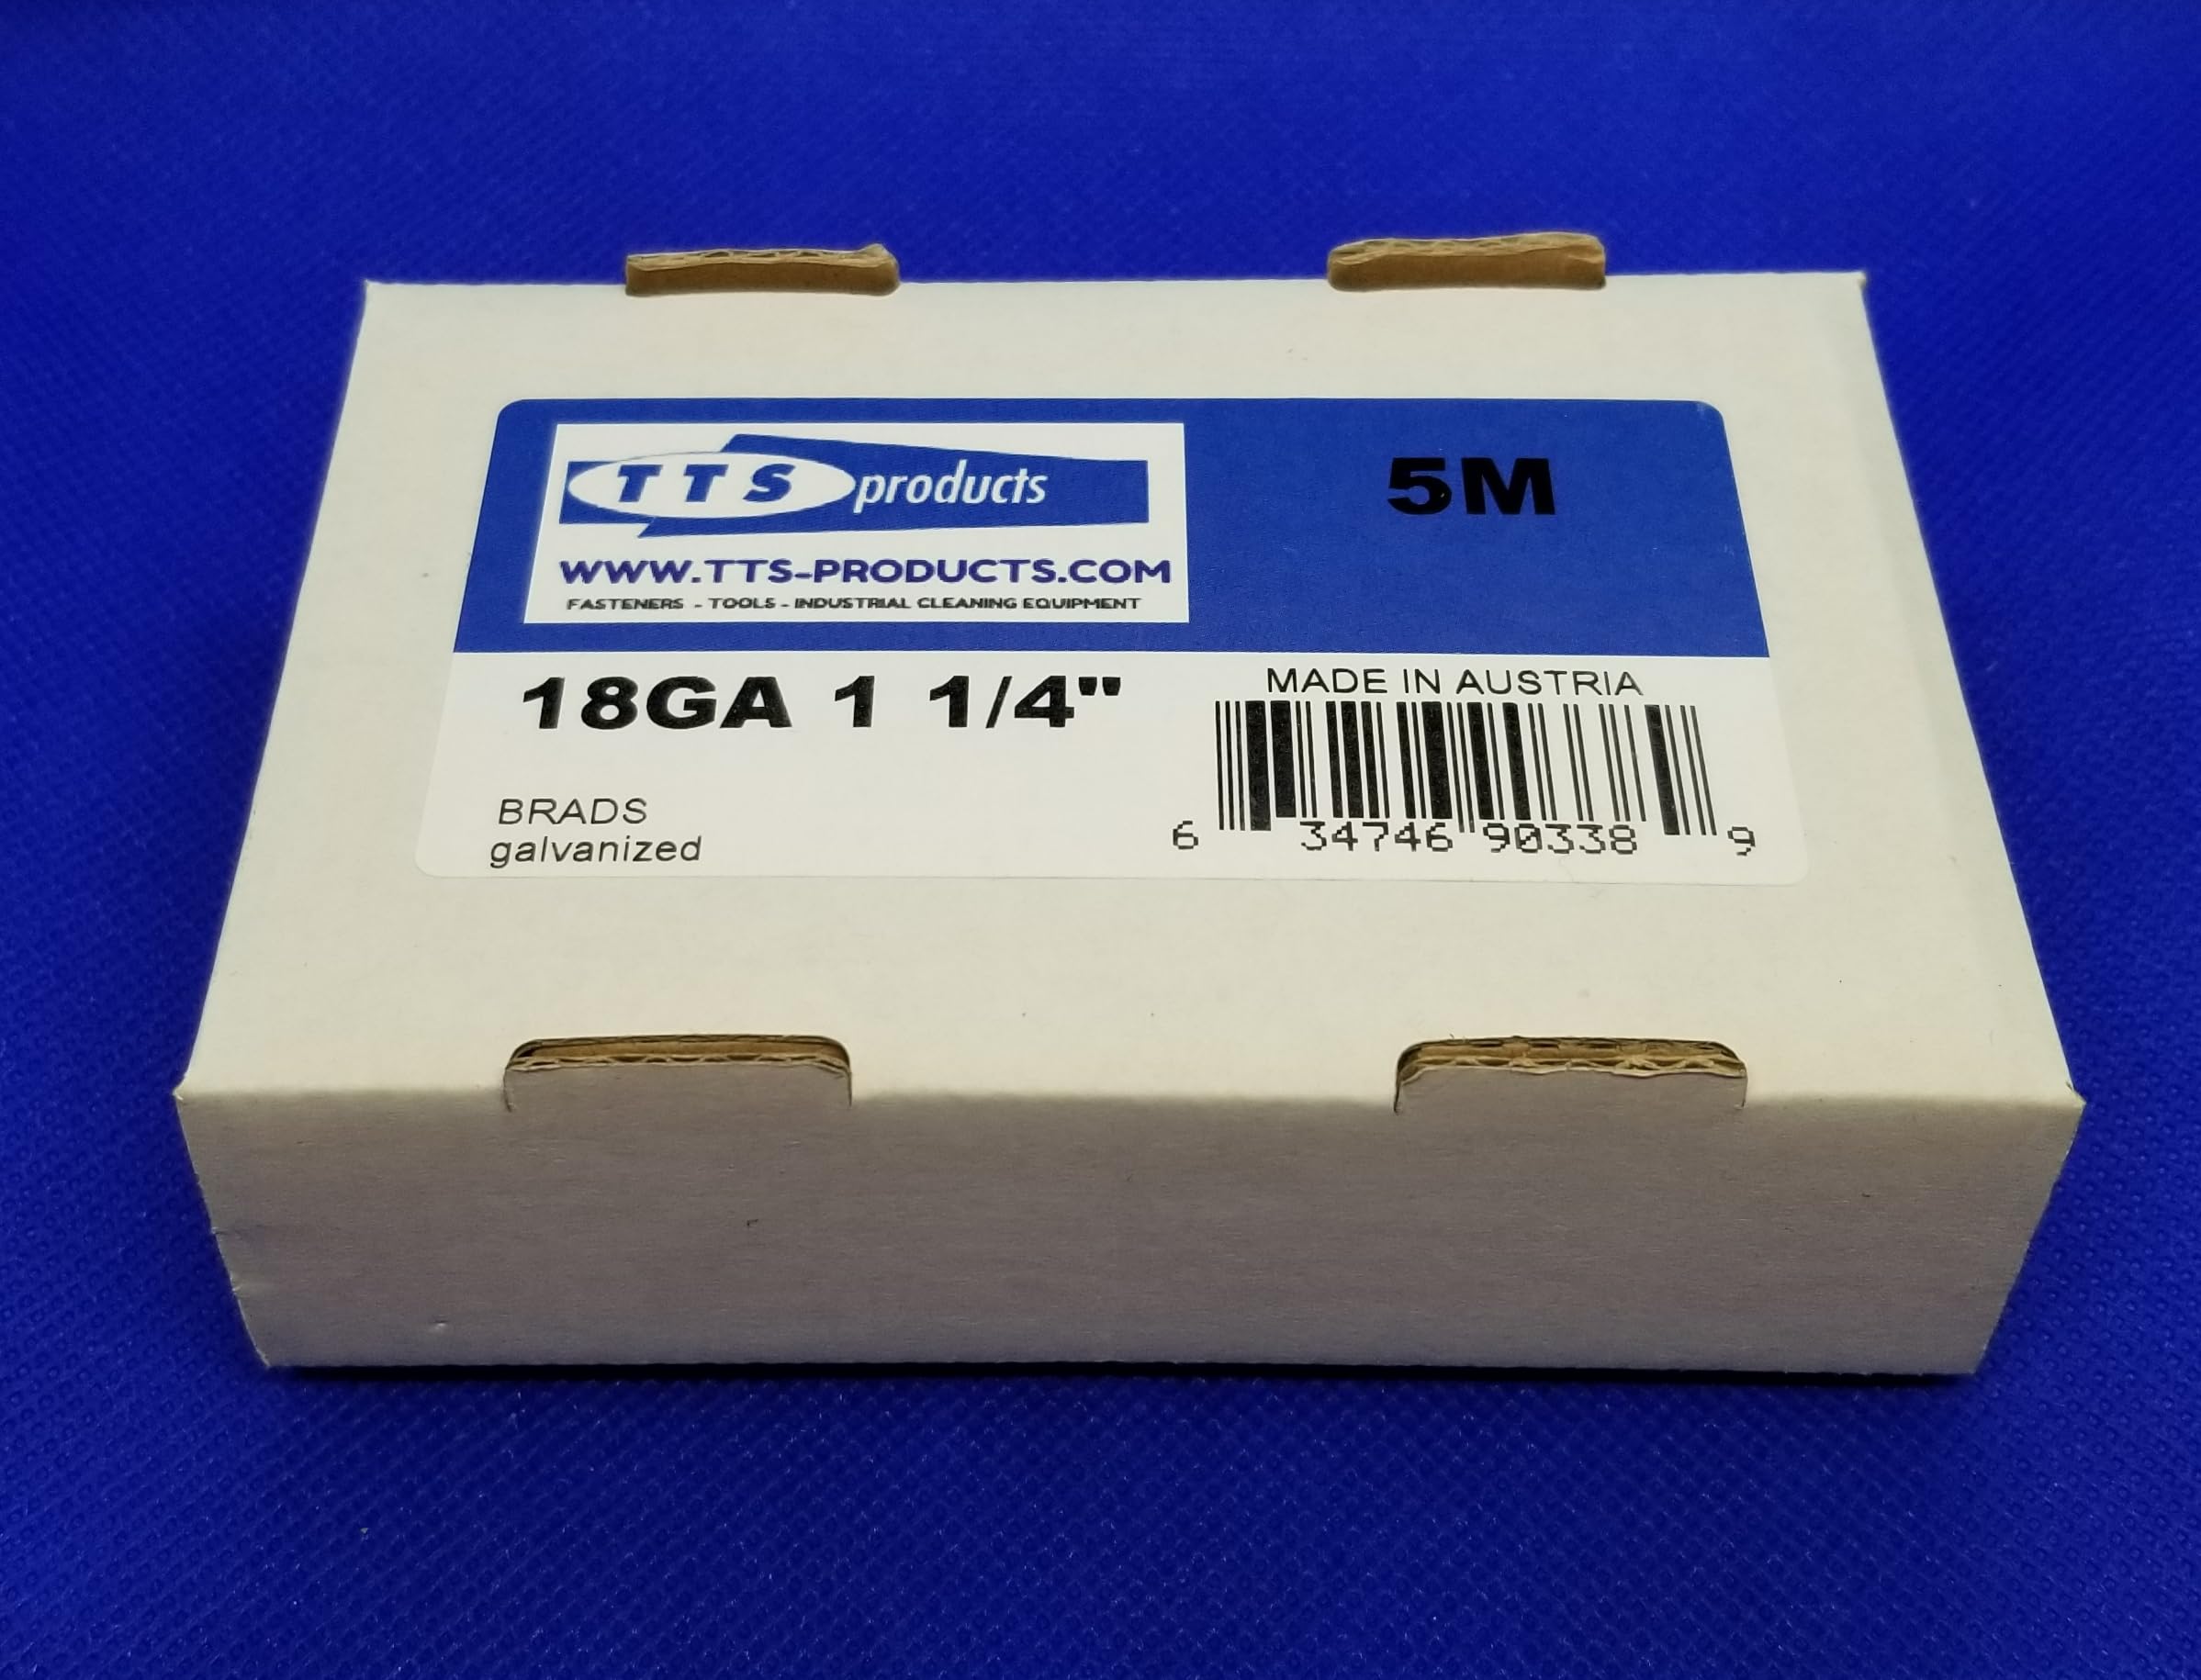 TTS products
5M
WWW.TTS-PRODUCTS.COM
FASTENERS - TOOLS - INDUSTRIAL CLEANING EQUIPMENT
18GA 1 1/4"
MADE IN AUSTRIA
BRADS
galvanized
6 34746 90338 9